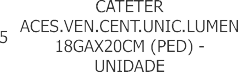 CATETER
5 ACES.VEN.CENT.UNIC.LUMEN
18GAX20CM (PED) -
UNIDADE